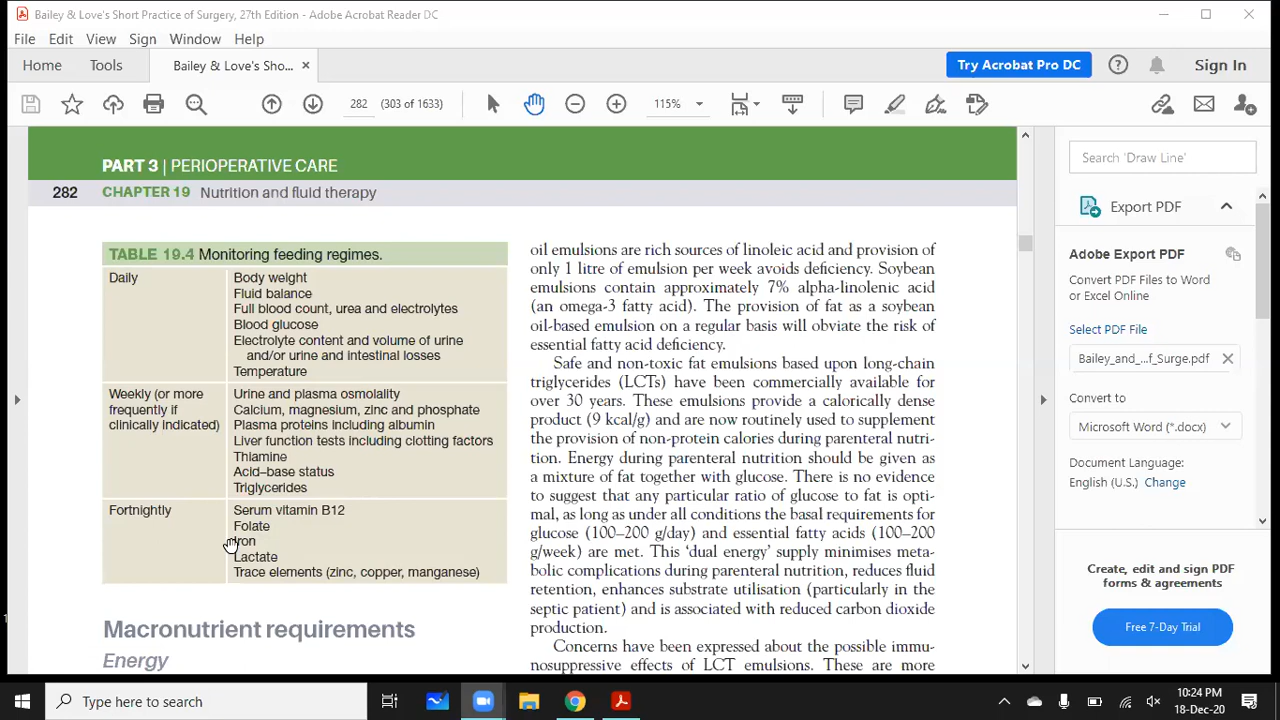 Bailey & Love's Short Practice of Surgery, 27th Edition - Adobe Acrobat Reader DC
File Edit View Sign Window Help
Home Tools Bailey & Love's Sho... × Try Acrobat Pro DC Sign In
282 (303 of 1633) 115%
PART 3 | PERIOPERATIVE CARE
282 CHAPTER 19 Nutrition and fluid therapy
TABLE 19.4 Monitoring feeding regimes.
Daily Body weight
Fluid balance
Full blood count, urea and electrolytes
Blood glucose
Electrolyte content and volume of urine
and/or urine and intestinal losses
Temperature
Weekly (or more Urine and plasma osmolality
frequently if Calcium, magnesium, zinc and phosphate
clinically indicated) Plasma proteins including albumin
Liver function tests including clotting factors
Thiamine
Acid–base status
Triglycerides
Fortnightly Serum vitamin B12
Folate
Iron
Lactate
Trace elements (zinc, copper, manganese)
Macronutrient requirements
Energy
oil emulsions are rich sources of linoleic acid and provision of
only 1 litre of emulsion per week avoids deficiency. Soybean
emulsions contain approximately 7% alpha-linolenic acid
(an omega-3 fatty acid). The provision of fat as a soybean
oil-based emulsion on a regular basis will obviate the risk of
essential fatty acid deficiency.
Safe and non-toxic fat emulsions based upon long-chain
triglycerides (LCTs) have been commercially available for
over 30 years. These emulsions provide a calorically dense
product (9 kcal/g) and are now routinely used to supplement
the provision of non-protein calories during parenteral nutri-
tion. Energy during parenteral nutrition should be given as
a mixture of fat together with glucose. There is no evidence
to suggest that any particular ratio of glucose to fat is opti-
mal, as long as under all conditions the basal requirements for
glucose (100–200 g/day) and essential fatty acids (100–200
g/week) are met. This 'dual energy' supply minimises meta-
bolic complications during parenteral nutrition, reduces fluid
retention, enhances substrate utilisation (particularly in the
septic patient) and is associated with reduced carbon dioxide
production.
Concerns have been expressed about the possible immu-
nosuppressive effects of LCT emulsions. These are more
Search 'Draw Line'
Export PDF
Adobe Export PDF
Convert PDF Files to Word
or Excel Online
Select PDF File
Bailey_and_...f_Surge.pdf
Convert to
Microsoft Word (*.docx)
Document Language:
English (U.S.) Change
Create, edit and sign PDF
forms & agreements
Free 7-Day Trial
Type here to search
10:24 PM
18-Dec-20